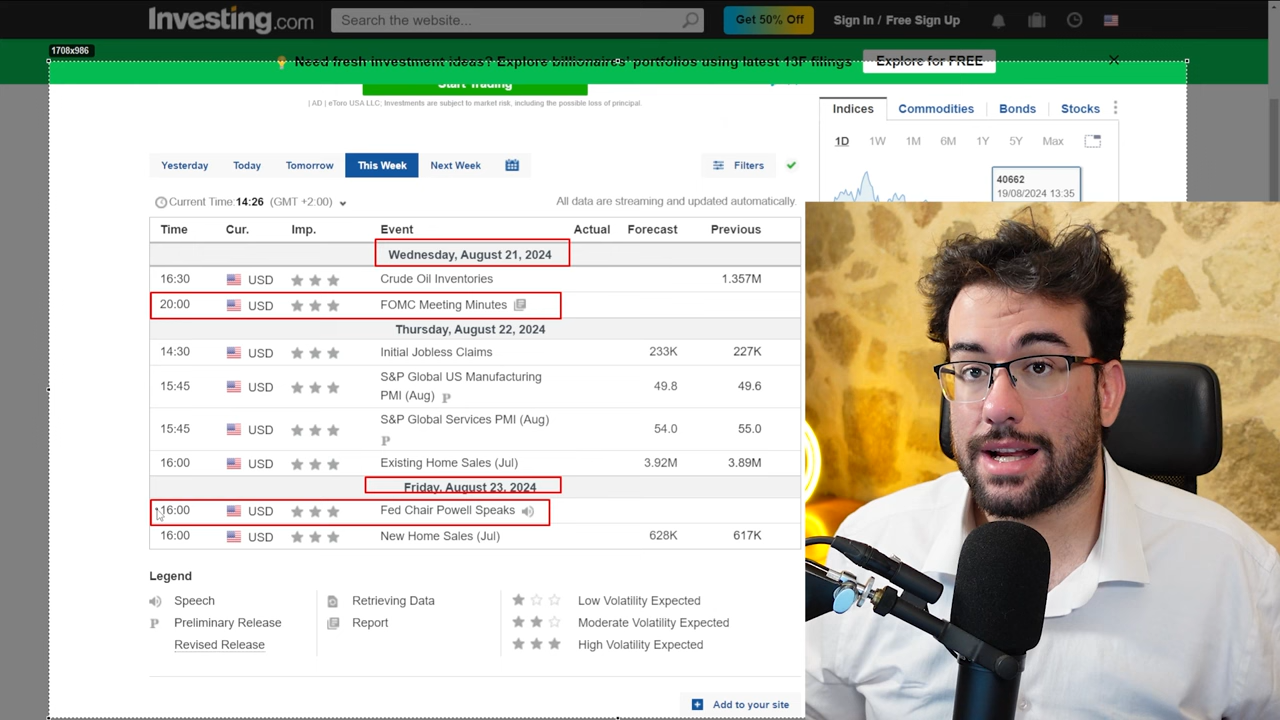 Investing.com Search the website... Get 50% Off Sign In / Free Sign Up
1708x986
Need fresh investment ideas? Explore billionaires' portfolios using latest 13F filings Explore for FREE
Start Trading
| AD | eToro USA LLC; Investments are subject to market risk, including the possible loss of principal.
Indices Commodities Bonds Stocks
1D 1W 1M 6M 1Y 5Y Max
40662
19/08/2024 13:35
Yesterday Today Tomorrow This Week Next Week Filters
Current Time:14:26 (GMT +2:00) All data are streaming and updated automatically.
Time Cur. Imp. Event Actual Forecast Previous
Wednesday, August 21, 2024
16:30 USD Crude Oil Inventories 1.357M
20:00 USD FOMC Meeting Minutes
Thursday, August 22, 2024
14:30 USD Initial Jobless Claims 233K 227K
15:45 USD S&P Global US Manufacturing 49.8 49.6
PMI (Aug) P
15:45 USD S&P Global Services PMI (Aug) 54.0 55.0
P
16:00 USD Existing Home Sales (Jul) 3.92M 3.89M
Friday, August 23, 2024
16:00 USD Fed Chair Powell Speaks
16:00 USD New Home Sales (Jul) 628K 617K
Legend
Speech Retrieving Data Low Volatility Expected
P Preliminary Release Report Moderate Volatility Expected
Revised Release High Volatility Expected
Add to your site